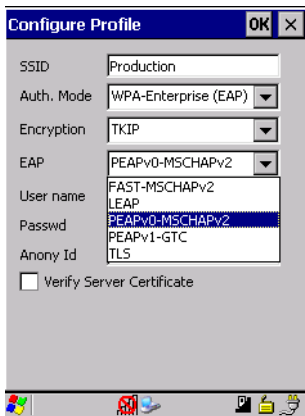 Configure Profile OK
SSID Production
Auth. Mode WPA-Enterprise (EAP)
Encryption TKIP
EAP PEAPv0-MSCHAPv2
FAST-MSCHAPv2
User name LEAP
PEAPv0-MSCHAPv2
Passwd PEAPv1-GTC
Anony Id TLS
Verify Server Certificate